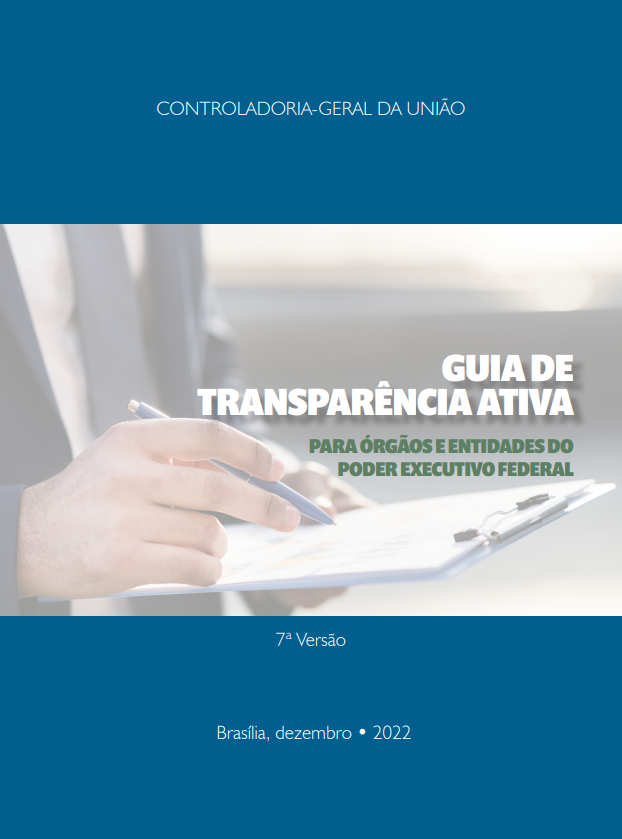 CONTROLADORIA-GERAL DA UNIÃO
GUIA DE
TRANSPARÊNCIA ATIVA
PARA ÓRGÃOS E ENTIDADES DO
PODER EXECUTIVO FEDERAL
7ª Versão
Brasília, dezembro • 2022